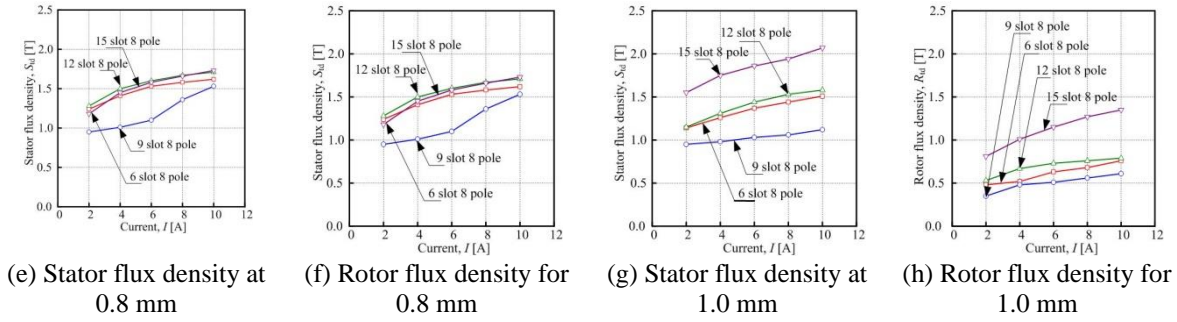 2.5
2.0
1.5
1.0
0.5
0.0
0 2 4 6 8 10 12
Stator flux density, S_td [T]
Current, I [A]
15 slot 8 pole
12 slot 8 pole
9 slot 8 pole
6 slot 8 pole
(e) Stator flux density at
0.8 mm
2.5
2.0
1.5
1.0
0.5
0.0
0 2 4 6 8 10 12
Stator flux density, S_td [T]
Current, I [A]
15 slot 8 pole
12 slot 8 pole
9 slot 8 pole
6 slot 8 pole
(f) Rotor flux density for
0.8 mm
2.5
2.0
1.5
1.0
0.5
0.0
0 2 4 6 8 10 12
Stator flux density, S_td [T]
Current, I [A]
12 slot 8 pole
15 slot 8 pole
9 slot 8 pole
6 slot 8 pole
(g) Stator flux density at
1.0 mm
2.5
2.0
1.5
1.0
0.5
0.0
0 2 4 6 8 10 12
Rotor flux density,
[T]
Current, I [A]
9 slot 8 pole
6 slot 8 pole
12 slot 8 pole
15 slot 8 pole
(h) Rotor flux density for
1.0 mm